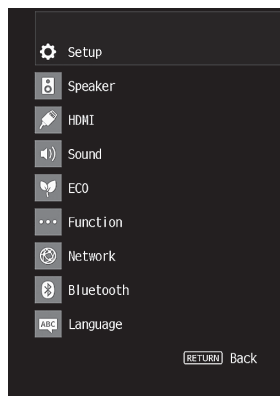 Setup
Speaker
HDMI
Sound
ECO
Function
Network
Bluetooth
ABC Language
RETURN Back